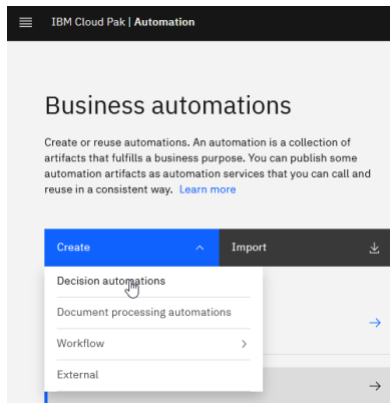 IBM Cloud Pak | Automation
Business automations
Create or reuse automations. An automation is a collection of
artifacts that fulfills a business purpose. You can publish some
automation artifacts as automation services that you can call and
reuse in a consistent way. Learn more
Create Import
Decision automations
Document processing automations
Workflow
External